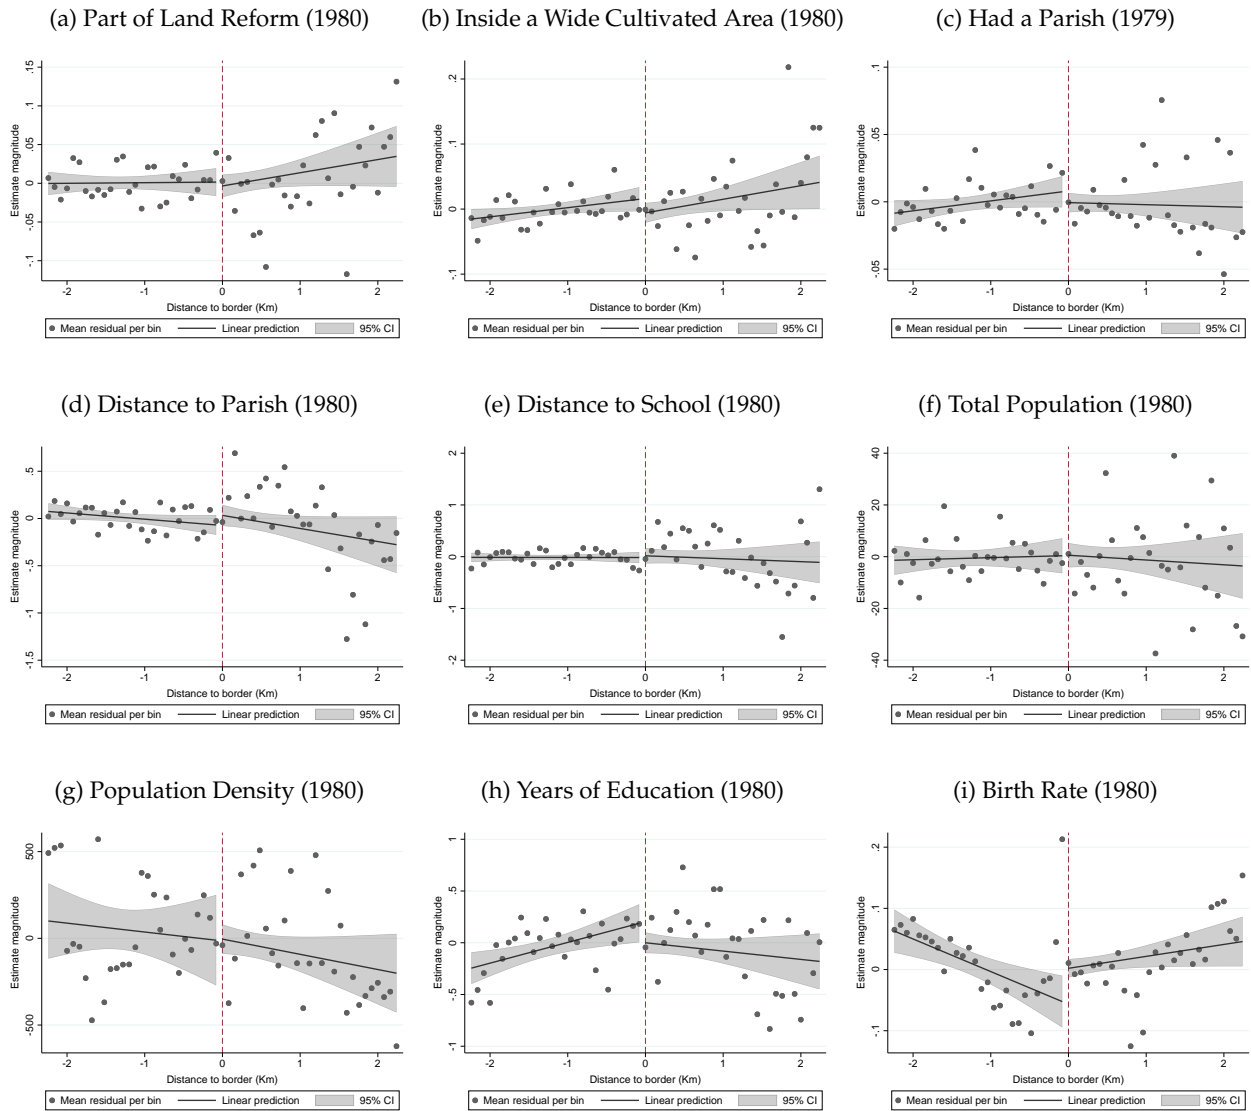 (a) Part of Land Reform (1980)
(b) Inside a Wide Cultivated Area (1980)
(c) Had a Parish (1979)
Estimate magnitude
.15
.1
.05
0
-.05
-.1
-2
-1
0
1
2
Distance to border (Km)
Mean residual per bin
Linear prediction
95% CI
Estimate magnitude
.2
.1
0
-.1
-2
-1
0
1
2
Distance to border (Km)
Mean residual per bin
Linear prediction
95% CI
Estimate magnitude
.1
.05
0
-.05
-2
-1
0
1
2
Distance to border (Km)
Mean residual per bin
Linear prediction
95% CI
(d) Distance to Parish (1980)
(e) Distance to School (1980)
(f) Total Population (1980)
Estimate magnitude
.5
0
-.5
-1
-1.5
-2
-1
0
1
2
Distance to border (Km)
Mean residual per bin
Linear prediction
95% CI
Estimate magnitude
2
1
0
-1
-2
-2
-1
0
1
2
Distance to border (Km)
Mean residual per bin
Linear prediction
95% CI
Estimate magnitude
40
20
0
-20
-40
-2
-1
0
1
2
Distance to border (Km)
Mean residual per bin
Linear prediction
95% CI
(g) Population Density (1980)
(h) Years of Education (1980)
(i) Birth Rate (1980)
Estimate magnitude
500
0
-500
-2
-1
0
1
2
Distance to border (Km)
Mean residual per bin
Linear prediction
95% CI
Estimate magnitude
1
.5
0
-.5
-1
-2
-1
0
1
2
Distance to border (Km)
Mean residual per bin
Linear prediction
95% CI
Estimate magnitude
.2
.1
0
-.1
-2
-1
0
1
2
Distance to border (Km)
Mean residual per bin
Linear prediction
95% CI